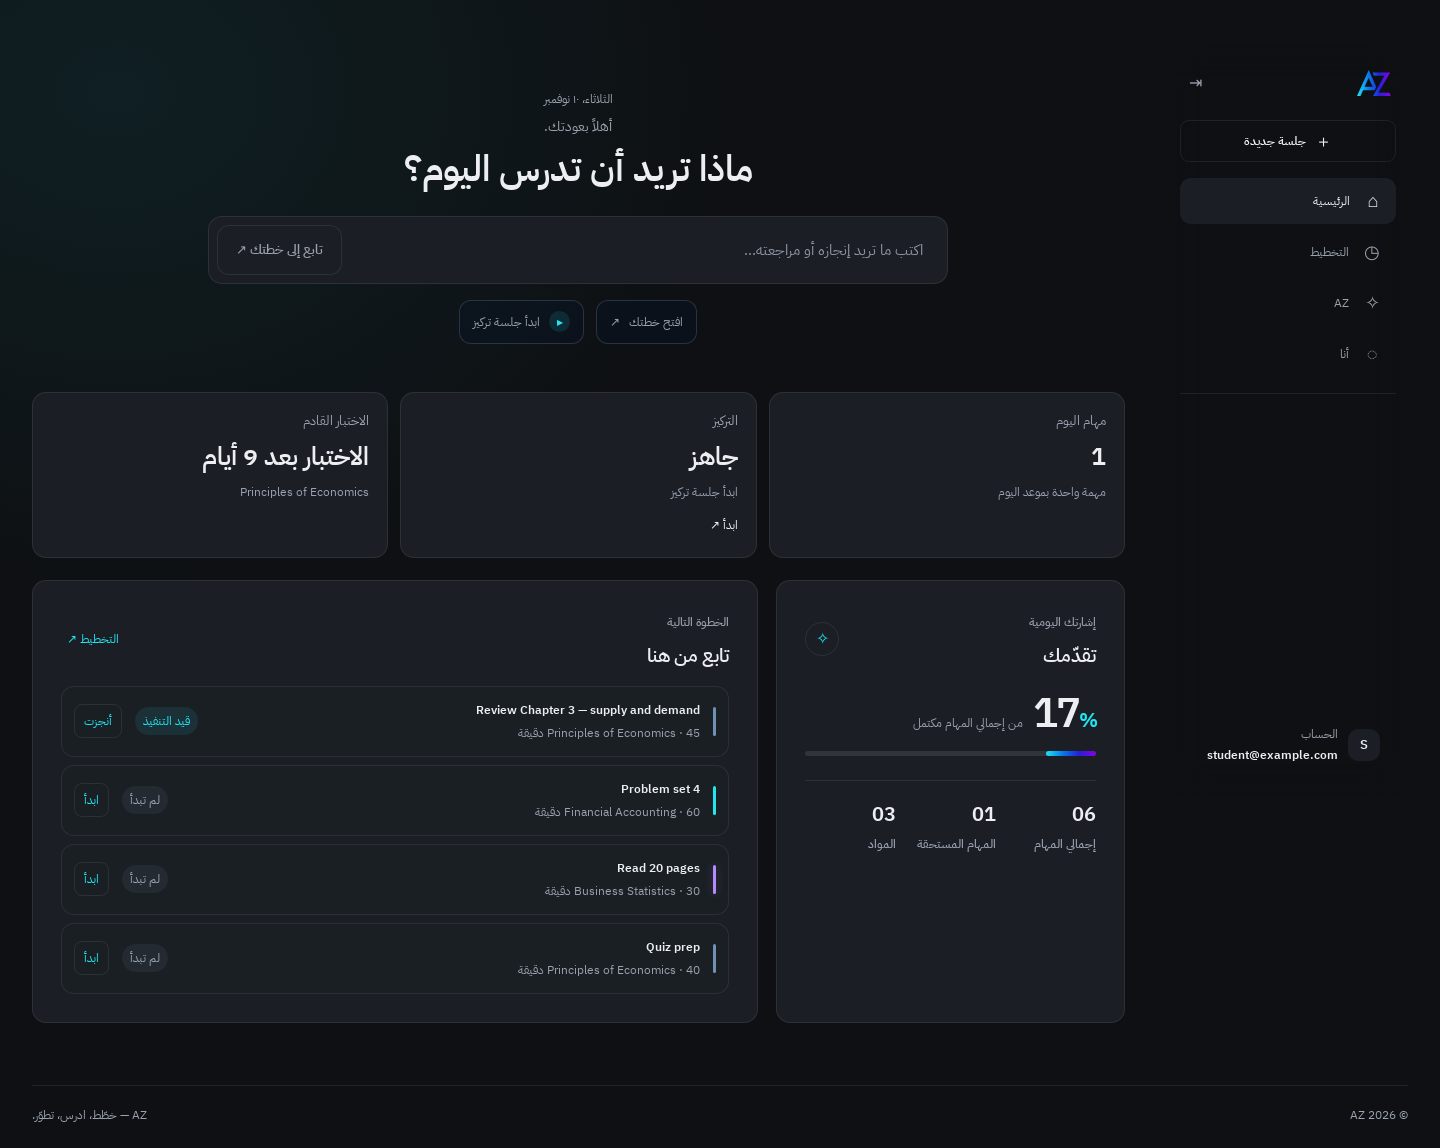 AZ
جلسة جديدة
الرئيسية
التخطيط
AZ
أنا
الحساب
student@example.com
S
الثلاثاء، ١٠ نوفمبر
أهلاً بعودتك.
ماذا تريد أن تدرس اليوم؟
اكتب ما تريد إنجازه أو مراجعته...
تابع إلى خطتك ↗
افتح خطتك ↗
ابدأ جلسة تركيز
مهام اليوم
1
مهمة واحدة بموعد اليوم
التركيز
جاهز
ابدأ جلسة تركيز
ابدأ ↗
الاختبار القادم
الاختبار بعد 9 أيام
Principles of Economics
إشارتك اليومية
تقدّمك
17%
من إجمالي المهام مكتمل
06
إجمالي المهام
01
المهام المستحقة
03
المواد
الخطوة التالية
تابع من هنا
التخطيط ↗
Review Chapter 3 — supply and demand
Principles of Economics · 45 دقيقة
قيد التنفيذ
أنجزت
Problem set 4
Financial Accounting · 60 دقيقة
لم تبدأ
ابدأ
Read 20 pages
Business Statistics · 30 دقيقة
لم تبدأ
ابدأ
Quiz prep
Principles of Economics · 40 دقيقة
لم تبدأ
ابدأ
© 2026 AZ
AZ — خطّط، ادرس، تطوّر.